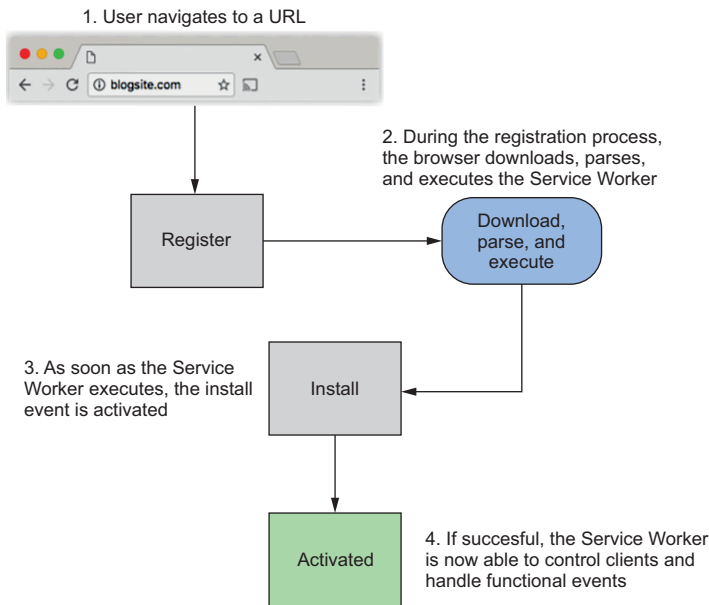 1. User navigates to a URL
blogsite.com
2. During the registration process,
the browser downloads, parses,
and executes the Service Worker
Register
Download,
parse, and
execute
3. As soon as the Service
Worker executes, the install
event is activated
Install
Activated
4. If succesful, the Service Worker
is now able to control clients and
handle functional events